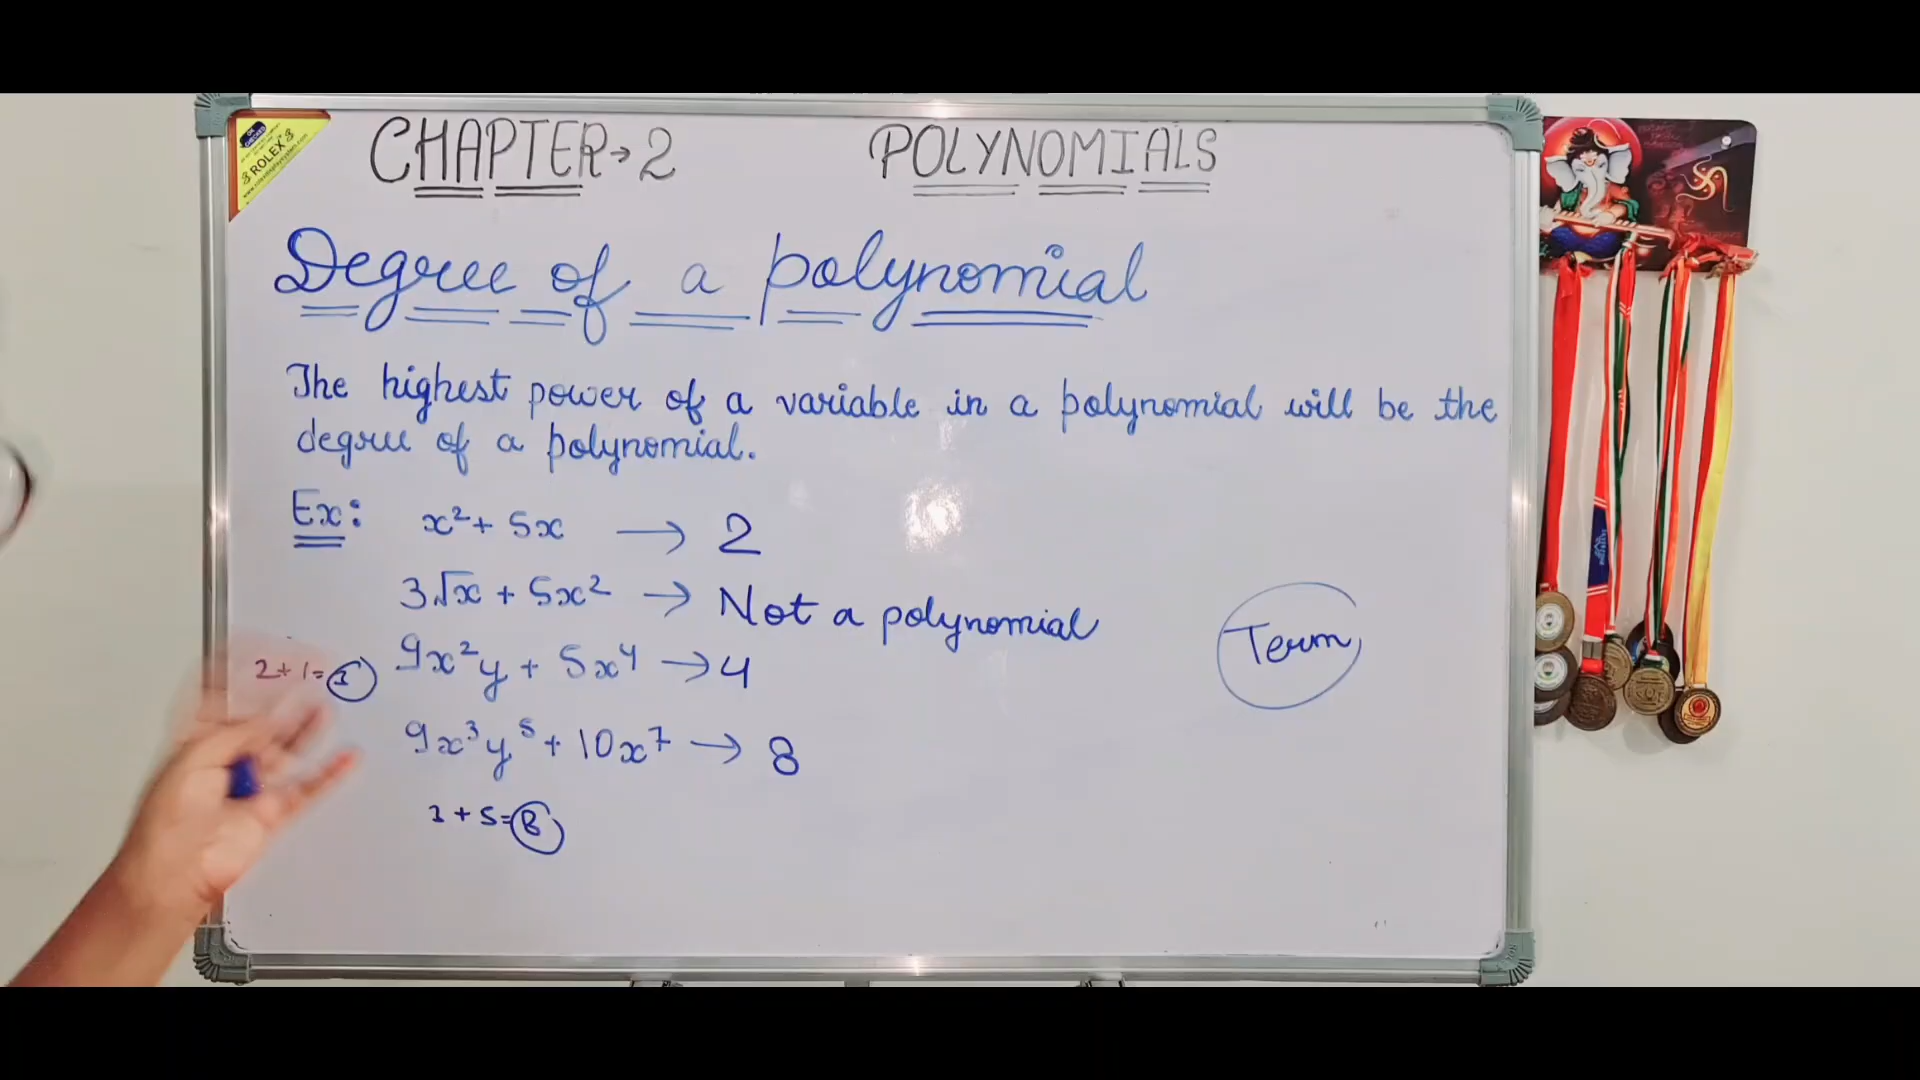 CHAPTER→2 POLYNOMIALS
ROLEX
Degree of a polynomial
The highest power of a variable in a polynomial will be the
degree of a polynomial.
Ex: x²+ 5x → 2
3√x + 5x² → Not a polynomial
Term
2+1=3 9x²y + 5x⁴ → 4
9x³y⁵ + 10x⁷ → 8
3+5=8